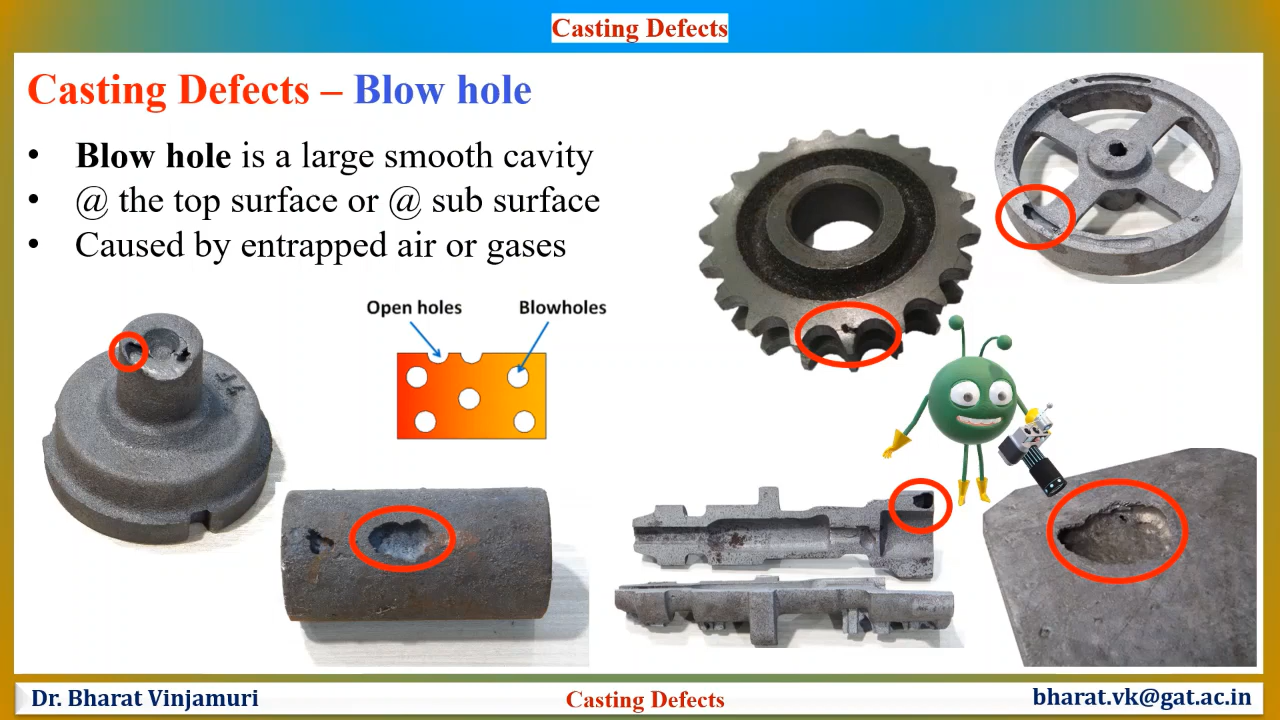 Casting Defects
Casting Defects – Blow hole
• Blow hole is a large smooth cavity
• @ the top surface or @ sub surface
• Caused by entrapped air or gases
Open holes
Blowholes
Dr. Bharat Vinjamuri
Casting Defects
bharat.vk@gat.ac.in